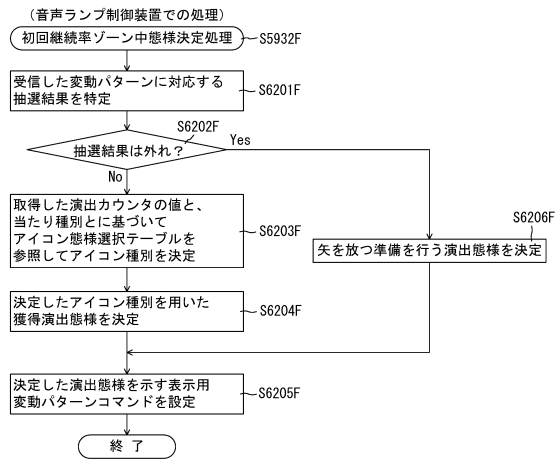 （音声ランプ制御装置での処理）
初回継続率ゾーン中態様決定処理
S5932F
受信した変動パターンに対応する
抽選結果を特定
S6201F
S6202F
抽選結果は外れ？
Yes
No
取得した演出カウンタの値と、
当たり種別とに基づいて
アイコン態様選択テーブルを
参照してアイコン種別を決定
S6203F
S6206F
矢を放つ準備を行う演出態様を決定
決定したアイコン種別を用いた
獲得演出態様を決定
S6204F
決定した演出態様を示す表示用
変動パターンコマンドを設定
S6205F
終了